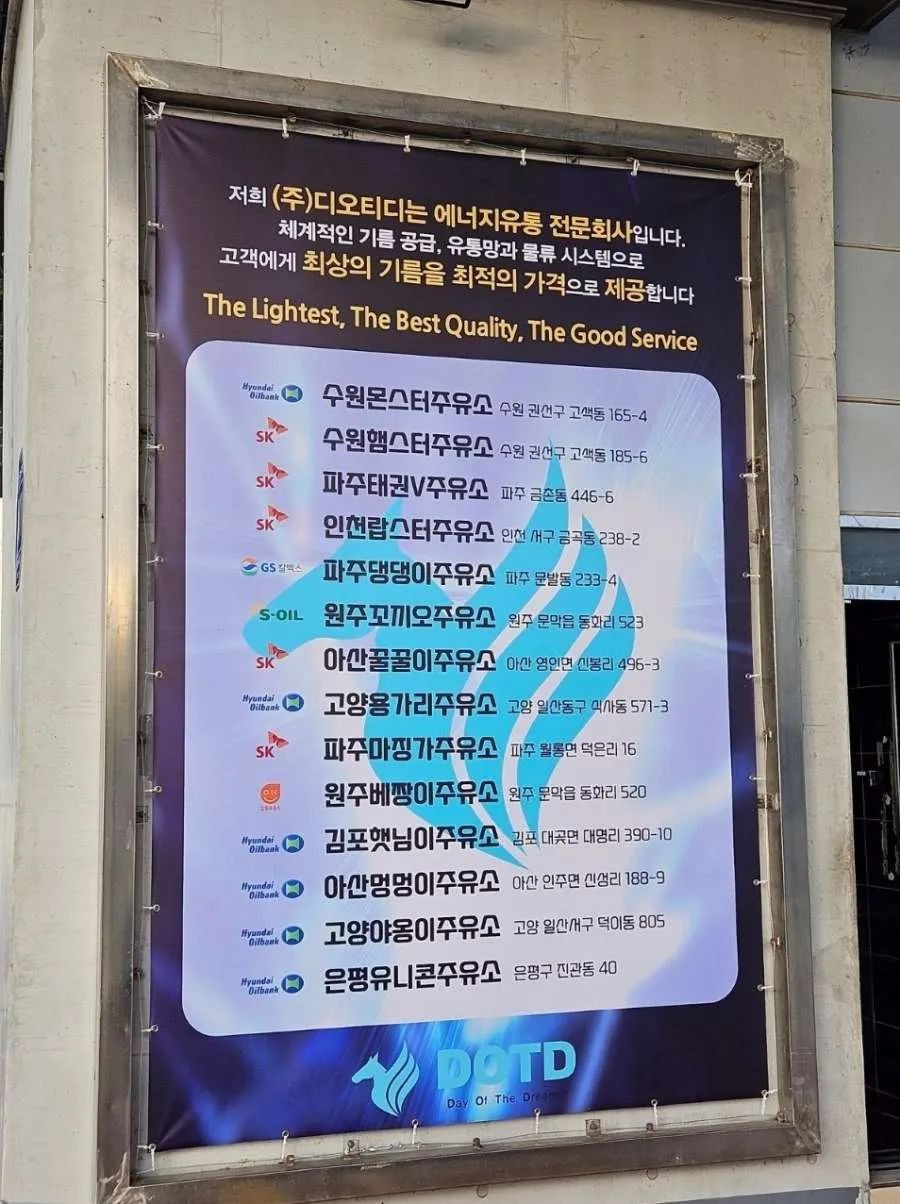 저희 (주)디오티디는 에너지유통 전문회사입니다.
체계적인 기름 공급, 유통망과 물류 시스템으로
고객에게 최상의 기름을 최적의 가격으로 제공합니다
The Lightest, The Best Quality, The Good Service
Hyundai Oilbank 수원몬스터주유소 수원 권선구 고색동 165-4
SK 수원햄스터주유소 수원 권선구 고색동 185-6
SK 파주태권V주유소 파주 금촌동 446-6
SK 인천랍스터주유소 인천 서구 금곡동 238-2
GS 칼텍스 파주댕댕이주유소 파주 문발동 233-4
S-OIL 원주꼬끼오주유소 원주 문막읍 동화리 523
SK 아산꿀꿀이주유소 아산 영인면 신봉리 496-3
Hyundai Oilbank 고양용가리주유소 고양 일산동구 식사동 571-3
SK 파주마징가주유소 파주 월롱면 덕은리 16
원주베짱이주유소 원주 문막읍 동화리 520
Hyundai Oilbank 김포햇님이주유소 김포 대곶면 대명리 390-10
Hyundai Oilbank 아산멍멍이주유소 아산 인주면 신성리 188-9
Hyundai Oilbank 고양야옹이주유소 고양 일산서구 덕이동 805
Hyundai Oilbank 은평유니콘주유소 은평구 진관동 40
DOTD
Day Of The Dreamer